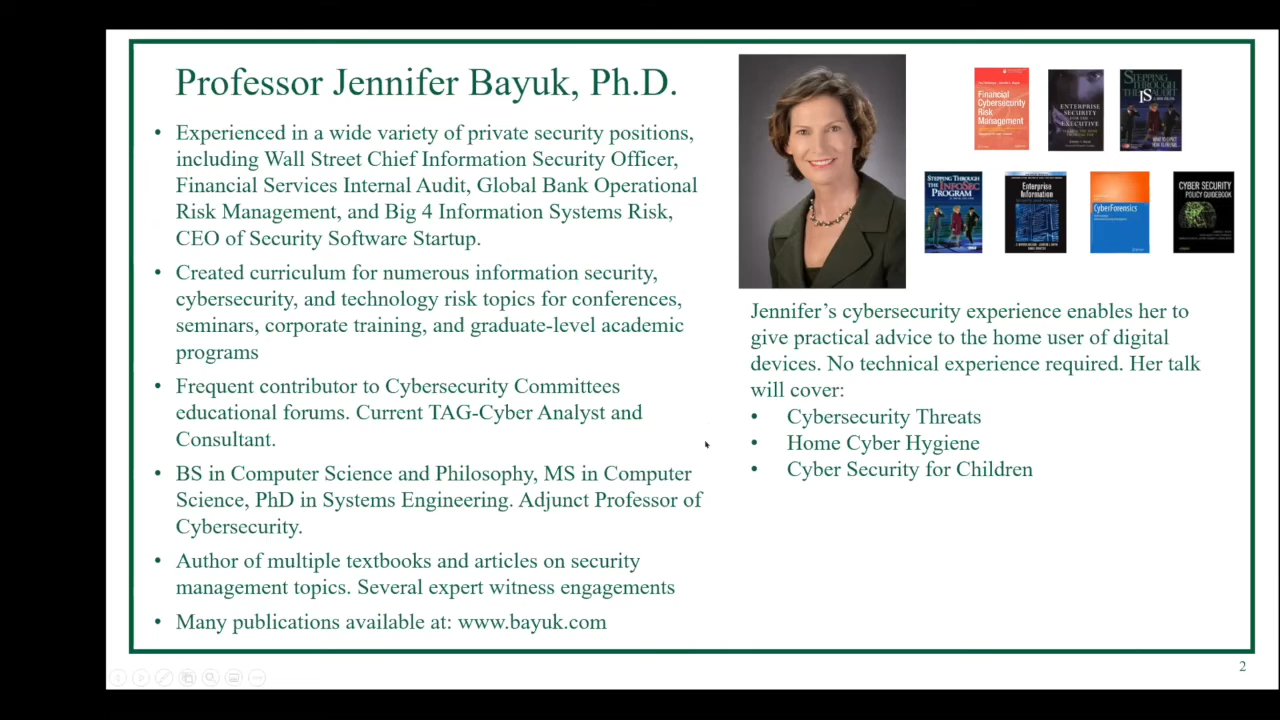 Professor Jennifer Bayuk, Ph.D.
• Experienced in a wide variety of private security positions,
including Wall Street Chief Information Security Officer,
Financial Services Internal Audit, Global Bank Operational
Risk Management, and Big 4 Information Systems Risk,
CEO of Security Software Startup.
• Created curriculum for numerous information security,
cybersecurity, and technology risk topics for conferences,
seminars, corporate training, and graduate-level academic
programs
• Frequent contributor to Cybersecurity Committees
educational forums. Current TAG-Cyber Analyst and
Consultant.
• BS in Computer Science and Philosophy, MS in Computer
Science, PhD in Systems Engineering. Adjunct Professor of
Cybersecurity.
• Author of multiple textbooks and articles on security
management topics. Several expert witness engagements
• Many publications available at: www.bayuk.com
Financial
Cybersecurity
Risk
Management
ENTERPRISE
SECURITY
FOR THE
EXECUTIVE
STEPPING
THROUGH
THE IS AUDIT
STEPPING THROUGH
THE INFOSEC
PROGRAM
Enterprise
Information
CyberForensics
CYBER SECURITY
POLICY GUIDEBOOK
Jennifer’s cybersecurity experience enables her to
give practical advice to the home user of digital
devices. No technical experience required. Her talk
will cover:
• Cybersecurity Threats
• Home Cyber Hygiene
• Cyber Security for Children
2